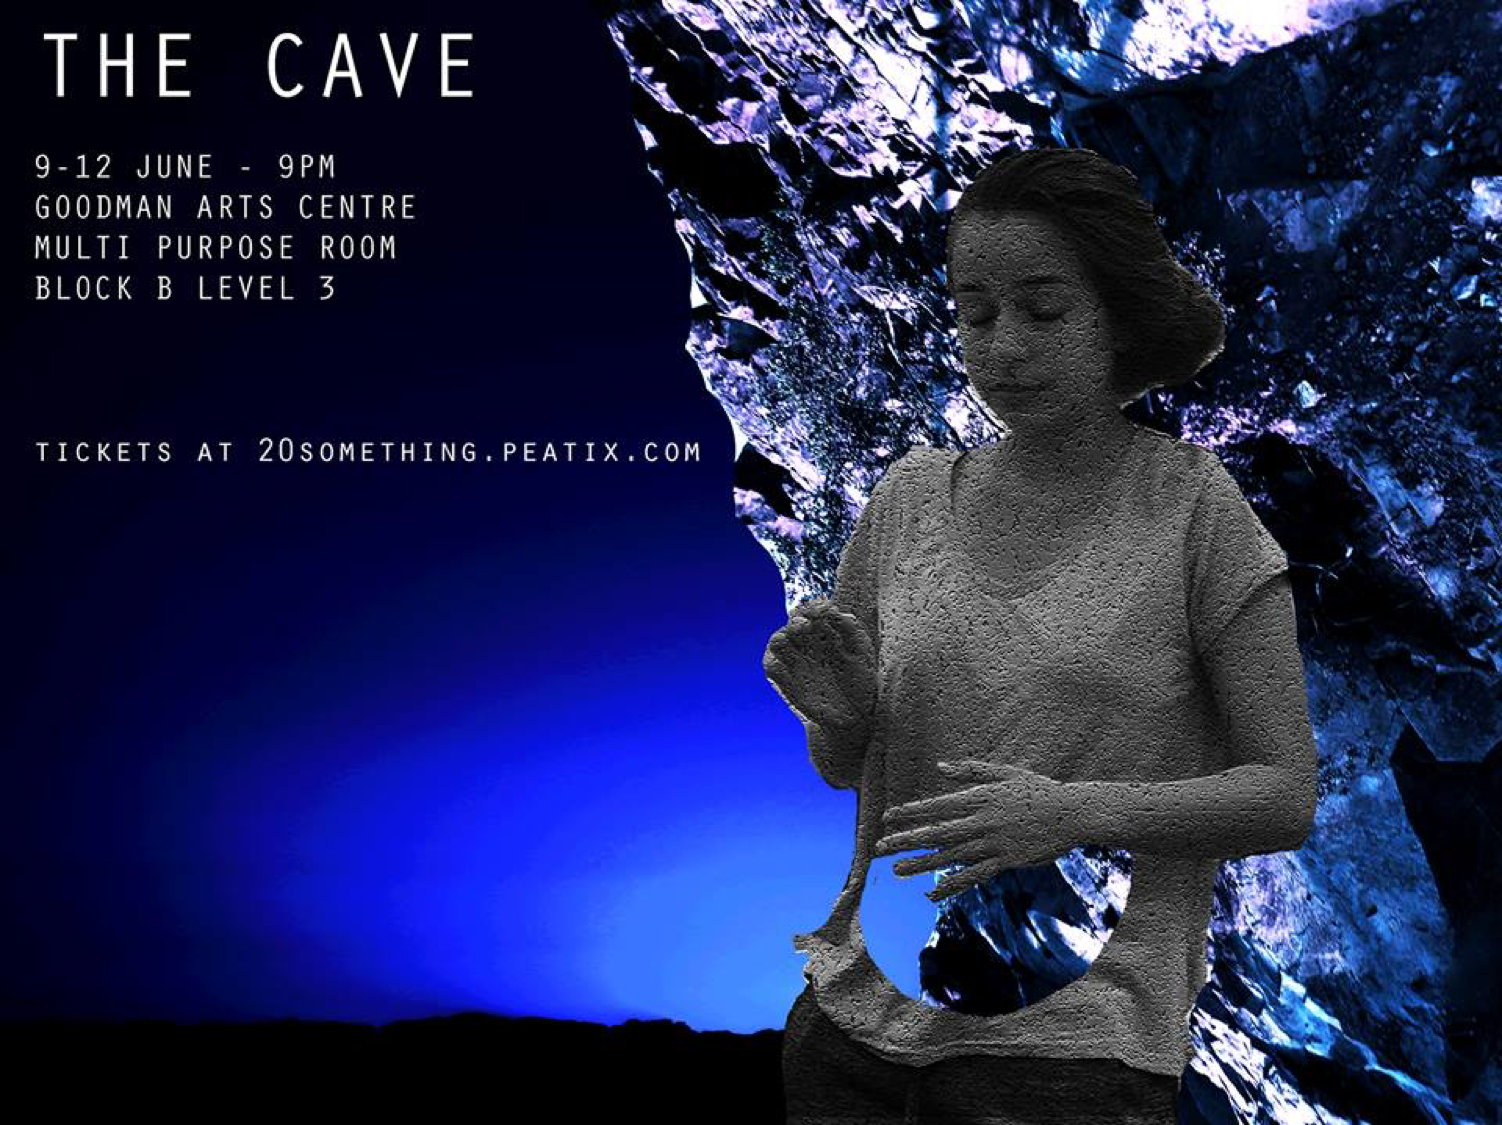 THE CAVE
9-12 JUNE - 9PM
GOODMAN ARTS CENTRE
MULTI PURPOSE ROOM
BLOCK B LEVEL 3
TICKETS AT 20SOMETHING.PEATIX.COM